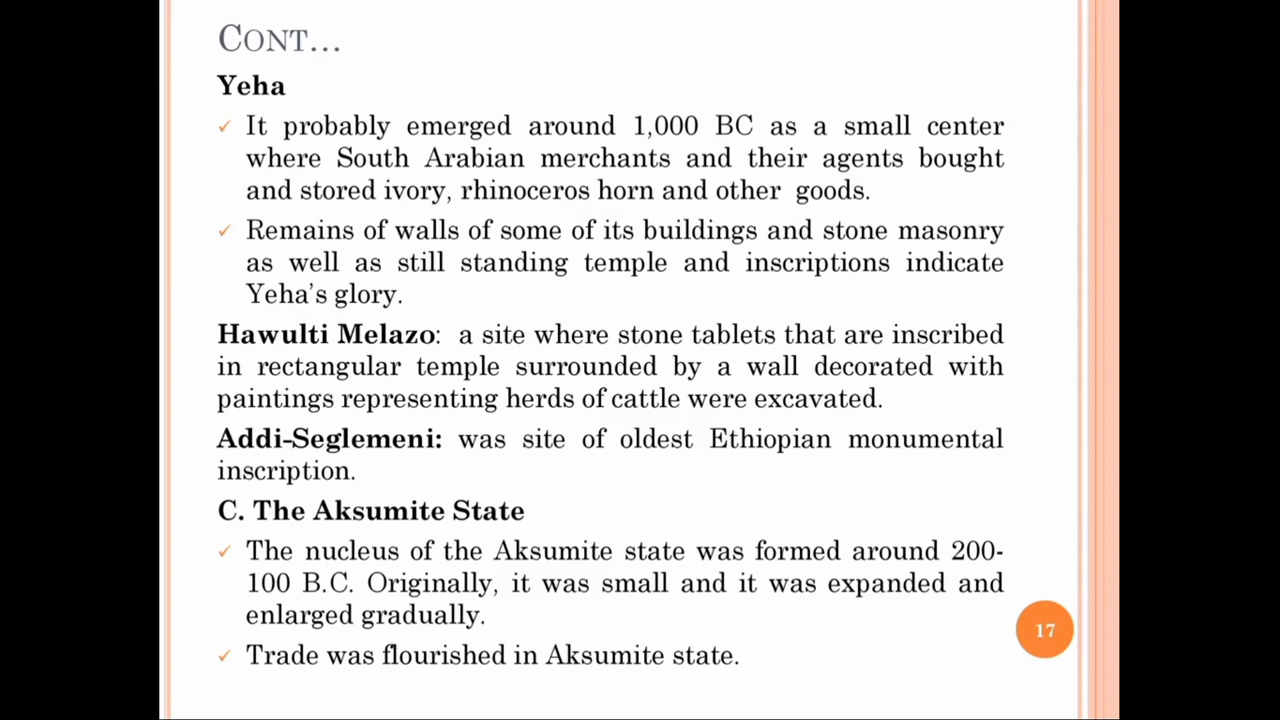 CONT…
Yeha
✓ It probably emerged around 1,000 BC as a small center
where South Arabian merchants and their agents bought
and stored ivory, rhinoceros horn and other goods.
✓ Remains of walls of some of its buildings and stone masonry
as well as still standing temple and inscriptions indicate
Yeha’s glory.
Hawulti Melazo: a site where stone tablets that are inscribed
in rectangular temple surrounded by a wall decorated with
paintings representing herds of cattle were excavated.
Addi-Seglemeni: was site of oldest Ethiopian monumental
inscription.
C. The Aksumite State
✓ The nucleus of the Aksumite state was formed around 200-
100 B.C. Originally, it was small and it was expanded and
enlarged gradually.
✓ Trade was flourished in Aksumite state.
17